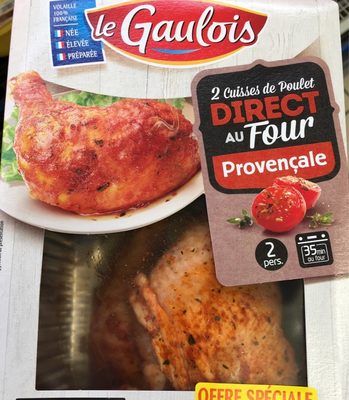 VOLAILLE
100%
FRANÇAISE
NÉE
ÉLEVÉE
PRÉPARÉE
le Gaulois
2 Cuisses de Poulet
DIRECT
AU FOUR
Provençale
2
pers.
35min
au four
OFFRE SPÉCIALE